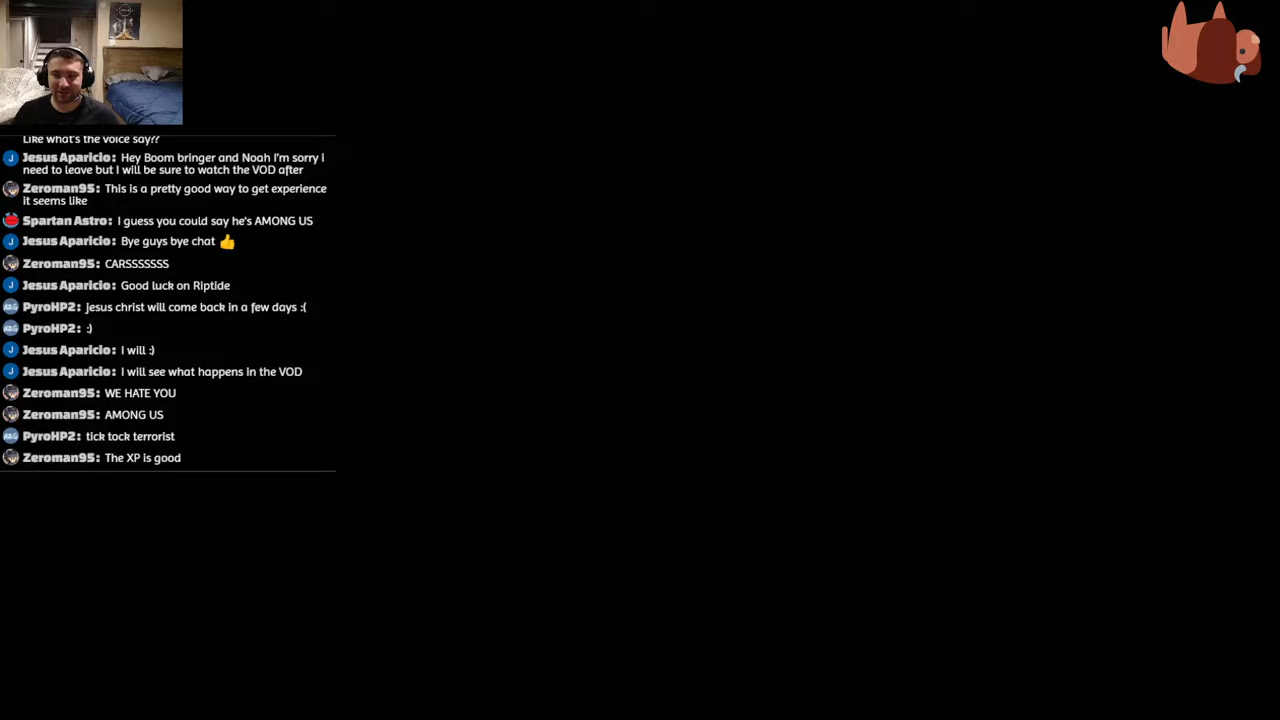 Like what's the voice say??
Jesus Aparicio: Hey Boom bringer and Noah I'm sorry i
need to leave but I will be sure to watch the VOD after
Zeroman95: This is a pretty good way to get experience
it seems like
Spartan Astro: I guess you could say he's AMONG US
Jesus Aparicio: Bye guys bye chat 👍
Zeroman95: CARSSSSSSS
Jesus Aparicio: Good luck on Riptide
PyroHP2: jesus christ will come back in a few days :(
PyroHP2: :)
Jesus Aparicio: I will :)
Jesus Aparicio: I will see what happens in the VOD
Zeroman95: WE HATE YOU
Zeroman95: AMONG US
PyroHP2: tick tock terrorist
Zeroman95: The XP is good